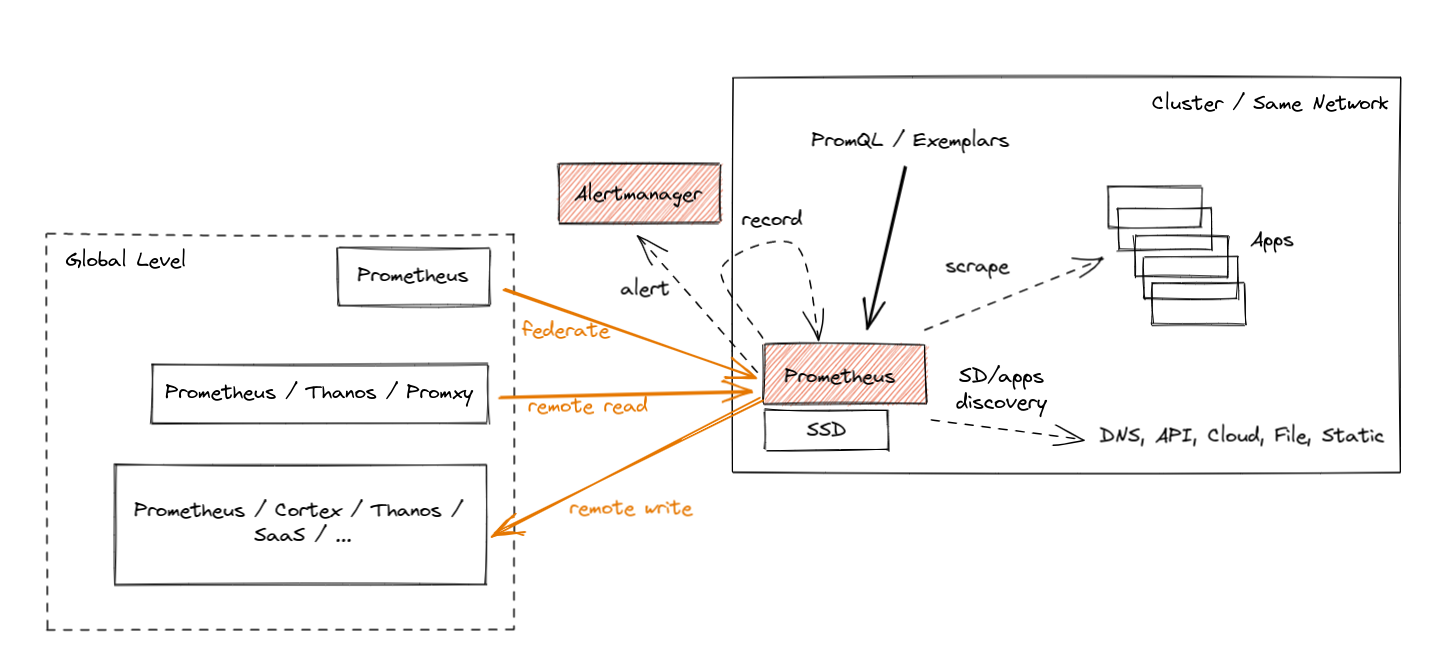 Cluster / Same Network
PromQL / Exemplars
Alertmanager
record
Apps
Global Level
Prometheus
scrape
alert
federate
Prometheus
SD/apps
discovery
Prometheus / Thanos / Promxy
remote read
SSD
DNS, API, Cloud, File, Static
Prometheus / Cortex / Thanos /
SaaS / ...
remote write